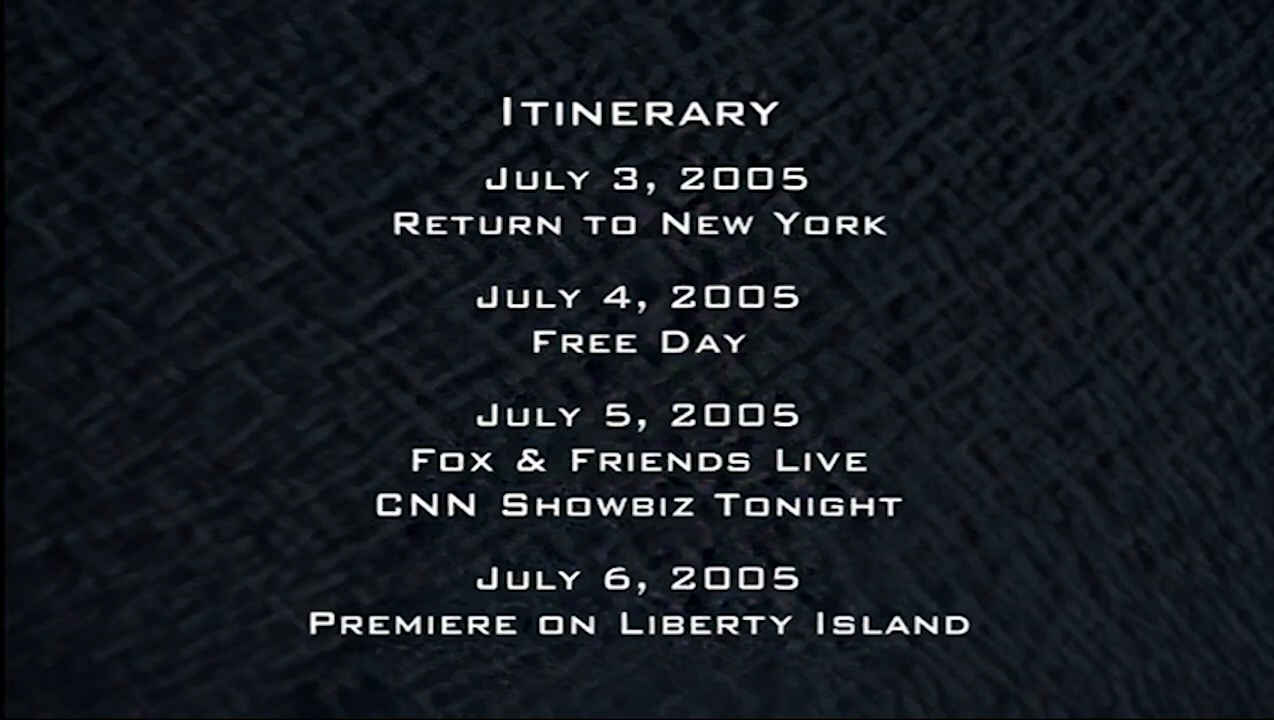 Itinerary
July 3, 2005
Return to New York
July 4, 2005
Free Day
July 5, 2005
Fox & Friends Live
CNN Showbiz Tonight
July 6, 2005
Premiere on Liberty Island